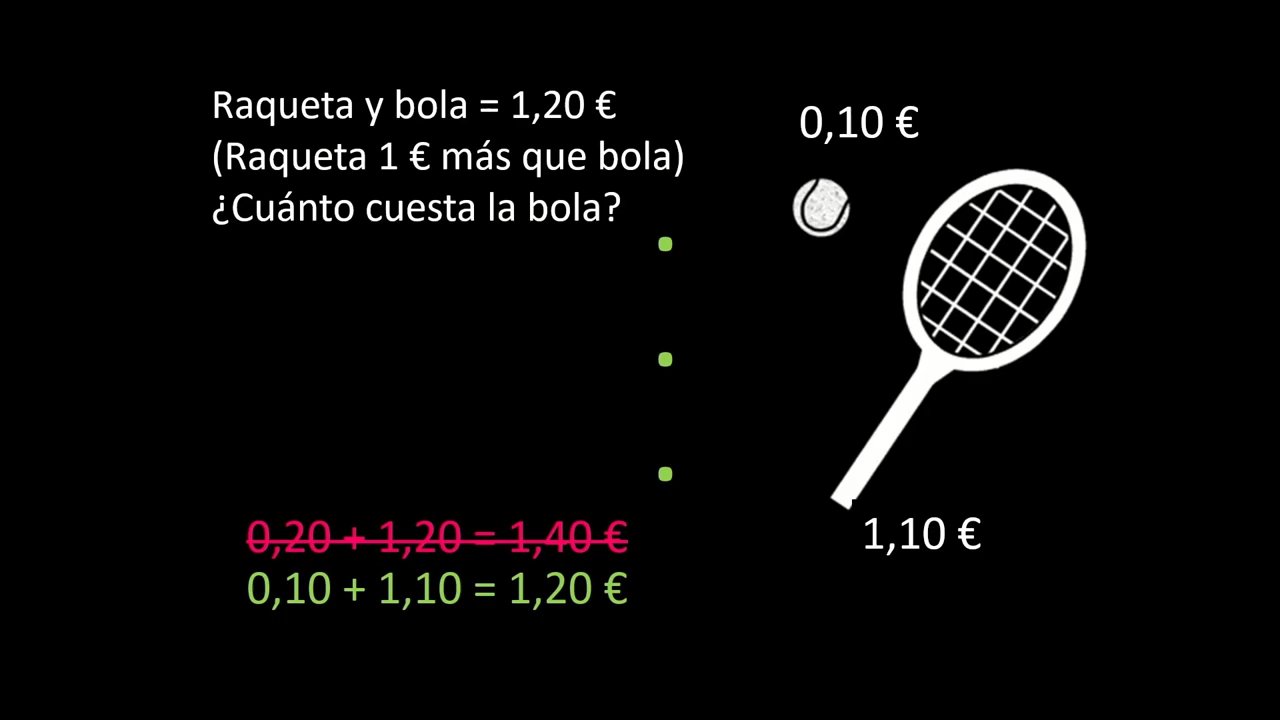 Raqueta y bola = 1,20 €
(Raqueta 1 € más que bola)
¿Cuánto cuesta la bola?
0,10 €
1,10 €
0,20 + 1,20 = 1,40 €
0,10 + 1,10 = 1,20 €